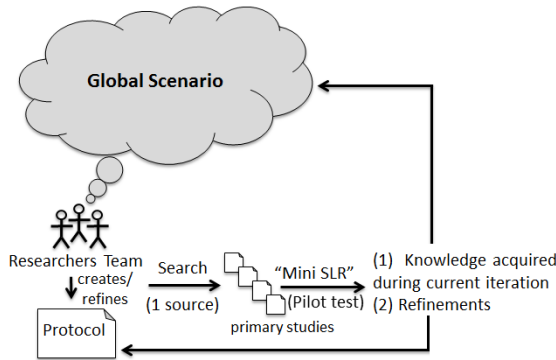 Global Scenario
Researchers Team
creates/
refines
Protocol
Search
(1 source)
primary studies
“Mini SLR”
(Pilot test)
(1) Knowledge acquired
during current iteration
(2) Refinements